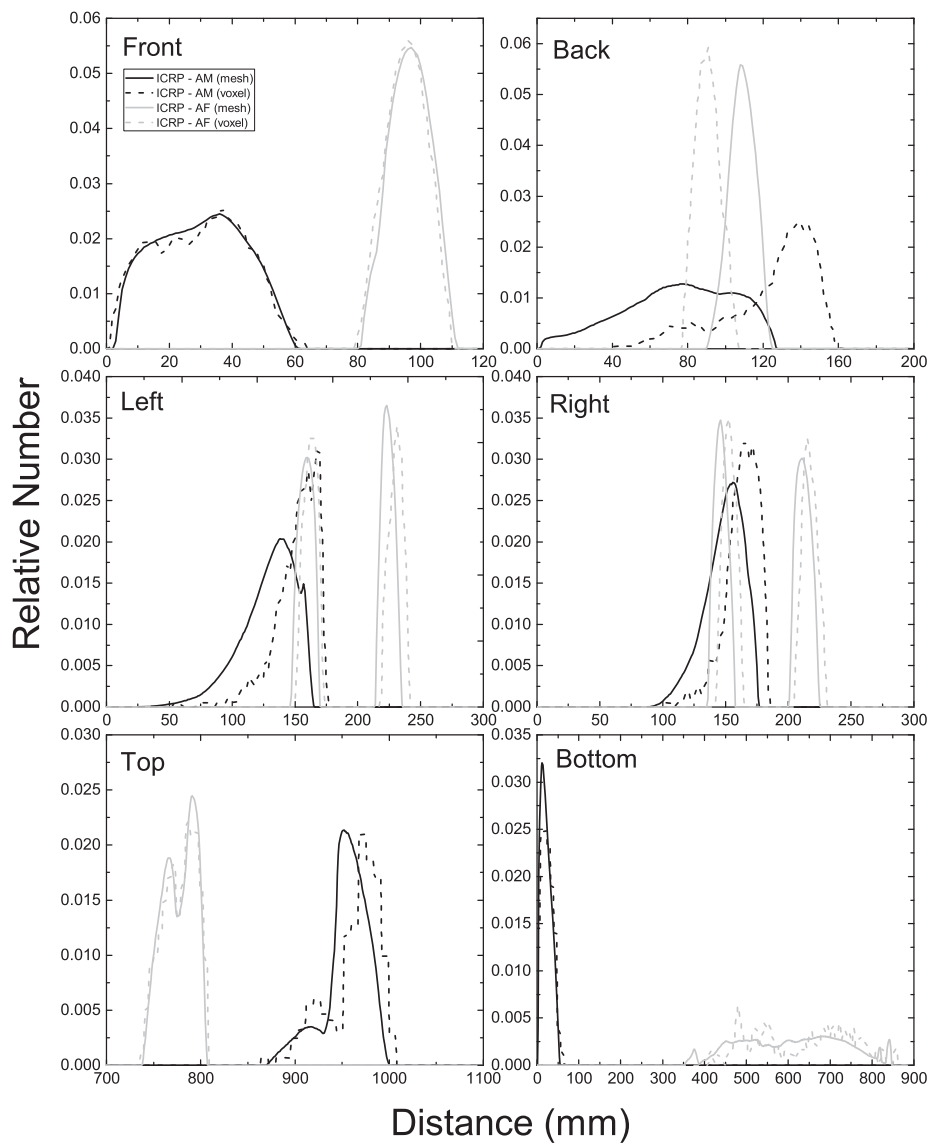 Front
ICRP - AM (mesh)
ICRP - AM (voxel)
ICRP - AF (mesh)
ICRP - AF (voxel)
0.06
0.05
0.04
0.03
0.02
0.01
0.00
0 20 40 60 80 100 120
Back
0.06
0.05
0.04
0.03
0.02
0.01
0.00
0 40 80 120 160 200
Left
0.040
0.035
0.030
0.025
0.020
0.015
0.010
0.005
0.000
0 50 100 150 200 250 300
Right
0.040
0.035
0.030
0.025
0.020
0.015
0.010
0.005
0.000
0 50 100 150 200 250 300
Top
0.030
0.025
0.020
0.015
0.010
0.005
0.000
700 800 900 1000 1100
Bottom
0.035
0.030
0.025
0.020
0.015
0.010
0.005
0.000
0 100 200 300 400 500 600 700 800 900
Relative Number
Distance (mm)